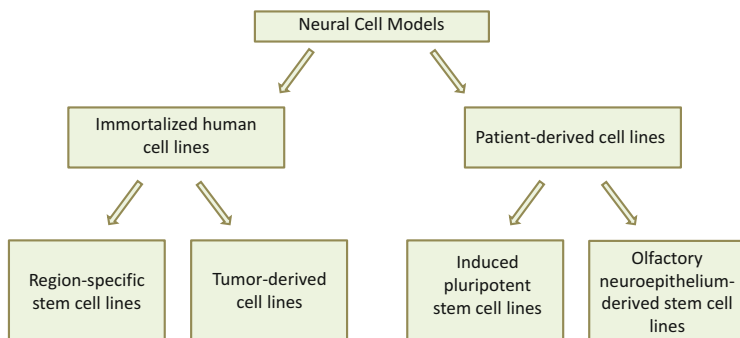 Neural Cell Models
Immortalized human
cell lines
Patient-derived cell lines
Region-specific
stem cell lines
Tumor-derived
cell lines
Induced
pluripotent
stem cell lines
Olfactory
neuroepithelium-
derived stem cell
lines